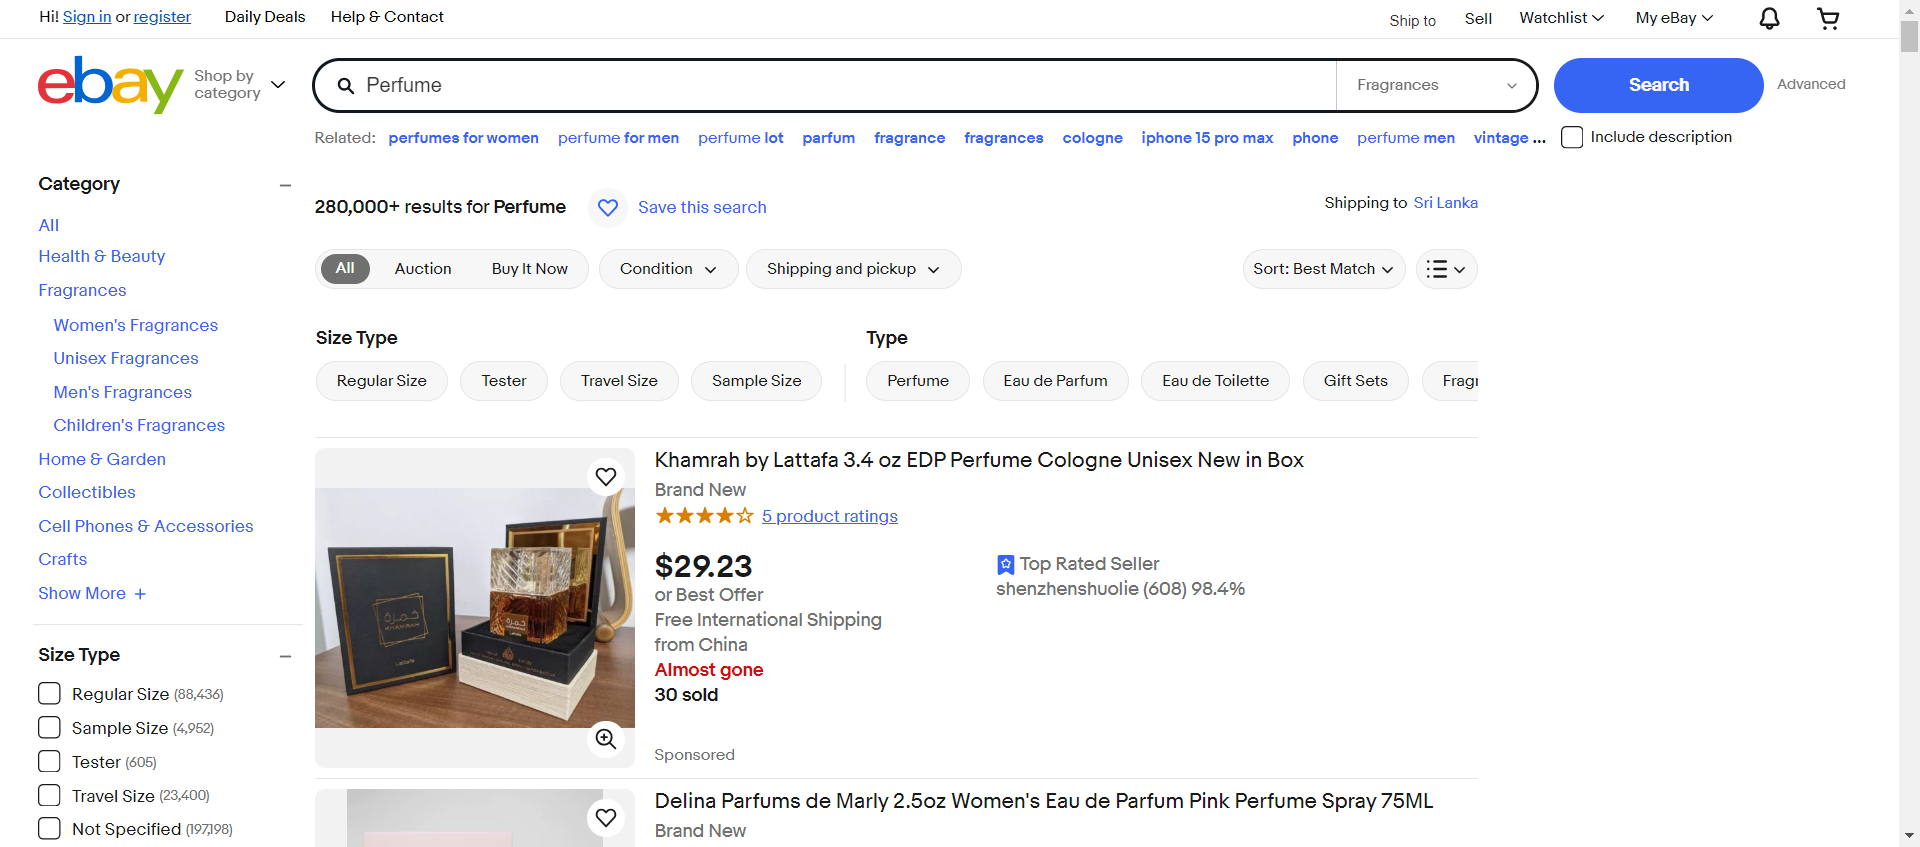 Hi! Sign in or register
Daily Deals
Help & Contact
Ship to
Sell
Watchlist
My eBay
ebay
Shop by category
Perfume
Fragrances
Search
Advanced
Related: perfumes for women perfume for men perfume lot parfum fragrance fragrances cologne iphone 15 pro max phone perfume men vintage ...
Include description
Category
All
Health & Beauty
Fragrances
Women's Fragrances
Unisex Fragrances
Men's Fragrances
Children's Fragrances
Home & Garden
Collectibles
Cell Phones & Accessories
Crafts
Show More +
Size Type
Regular Size (88,436)
Sample Size (4,952)
Tester (605)
Travel Size (23,400)
Not Specified (197,198)
280,000+ results for Perfume
Save this search
Shipping to Sri Lanka
All
Auction
Buy It Now
Condition
Shipping and pickup
Sort: Best Match
Size Type
Regular Size
Tester
Travel Size
Sample Size
Type
Perfume
Eau de Parfum
Eau de Toilette
Gift Sets
Fragr
Khamrah by Lattafa 3.4 oz EDP Perfume Cologne Unisex New in Box
Brand New
5 product ratings
$29.23
or Best Offer
Free International Shipping
from China
Almost gone
30 sold
Top Rated Seller
shenzhenshuolie (608) 98.4%
Sponsored
خمرة
KHAMRAH
Lattafa
Delina Parfums de Marly 2.5oz Women's Eau de Parfum Pink Perfume Spray 75ML
Brand New